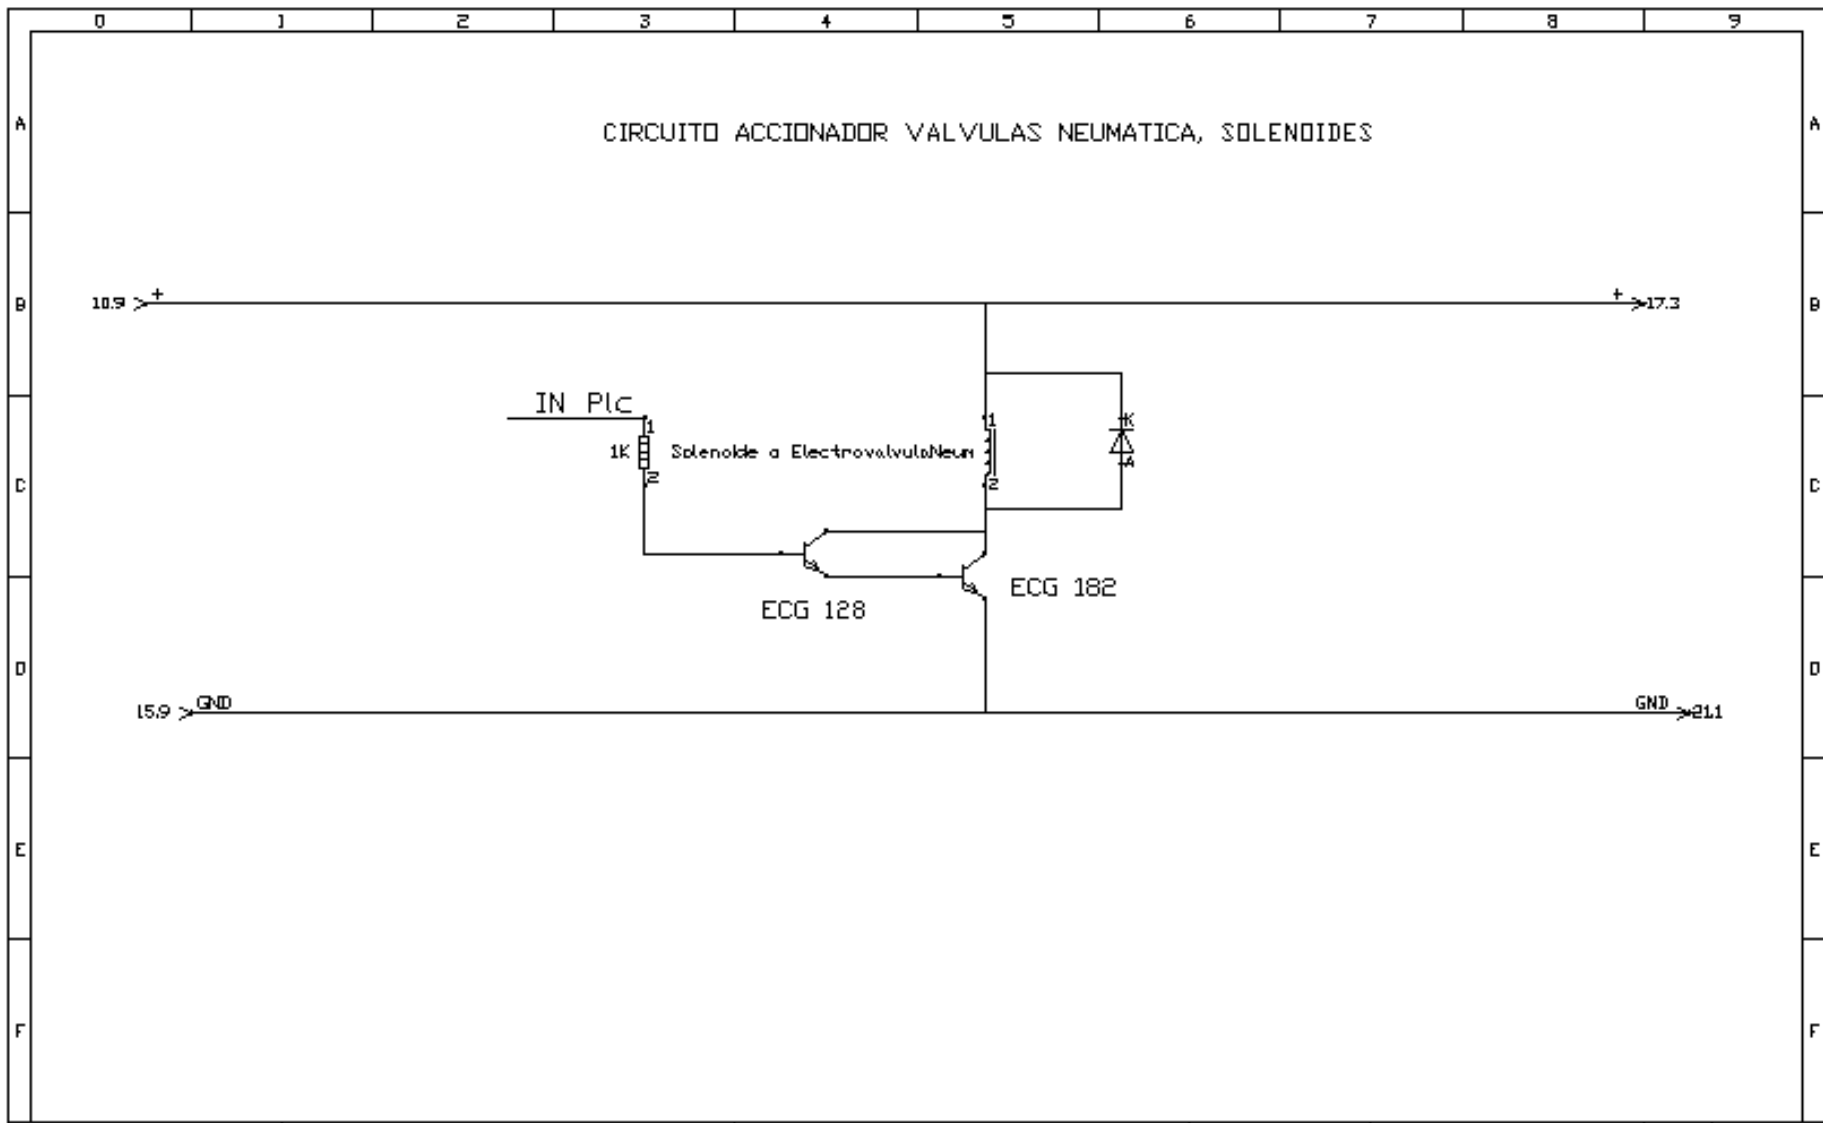 0 1 2 3 4 5 6 7 8 9
A CIRCUITO ACCIONADOR VALVULAS NEUMATICA, SOLENOIDES A
+ +
B 10.9 17.3 B
IN Plc
1 1 K
1K Solenoide o ElectrovalvulaNeum
2 2 A
C C
ECG 182
ECG 128
D D
GND GND
15.9 21.1
E E
F F